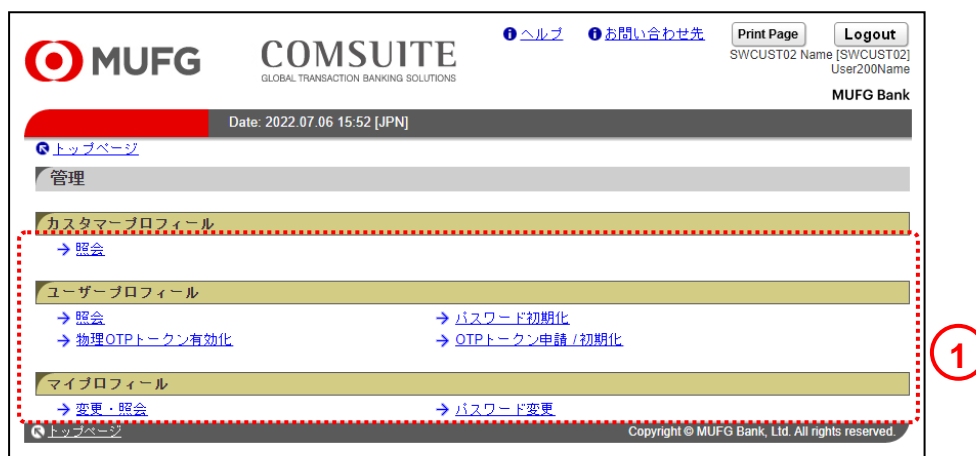 MUFG
COMSUITE
GLOBAL TRANSACTION BANKING SOLUTIONS
ヘルプ お問い合わせ先
Print Page Logout
SWCUST02 Name [SWCUST02]
User200Name
MUFG Bank
Date: 2022.07.06 15:52 [JPN]
トップページ
管理
カスタマープロフィール
照会
ユーザープロフィール
照会 パスワード初期化
物理OTPトークン有効化 OTPトークン申請/初期化
マイプロフィール
変更・照会 パスワード変更
トップページ Copyright © MUFG Bank, Ltd. All rights reserved.
1